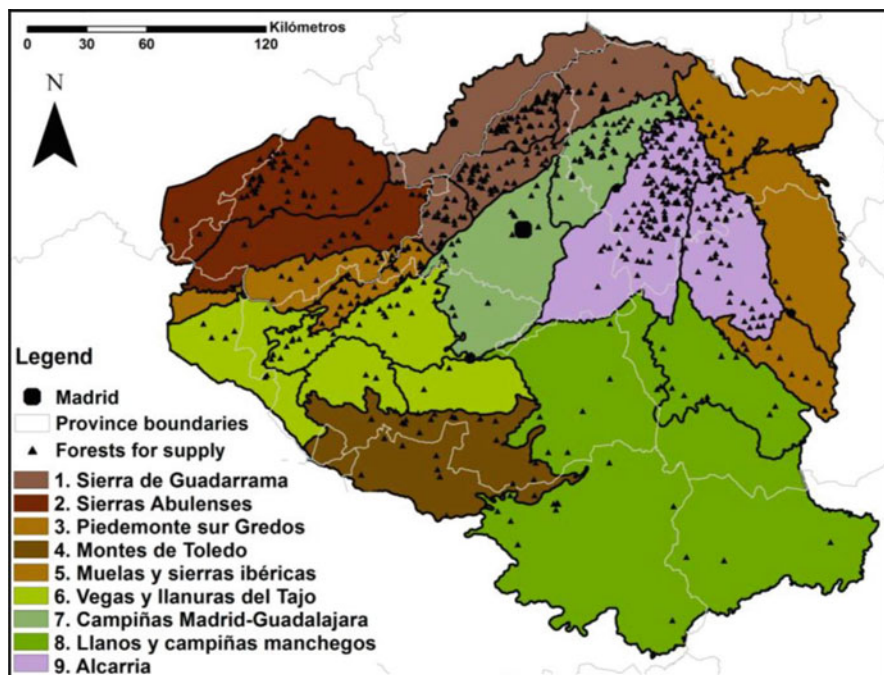 Kilómetros
0 30 60 120
N
Legend
Madrid
Province boundaries
Forests for supply
1. Sierra de Guadarrama
2. Sierras Abulenses
3. Piedemonte sur Gredos
4. Montes de Toledo
5. Muelas y sierras ibéricas
6. Vegas y llanuras del Tajo
7. Campiñas Madrid-Guadalajara
8. Llanos y campiñas manchegos
9. Alcarria